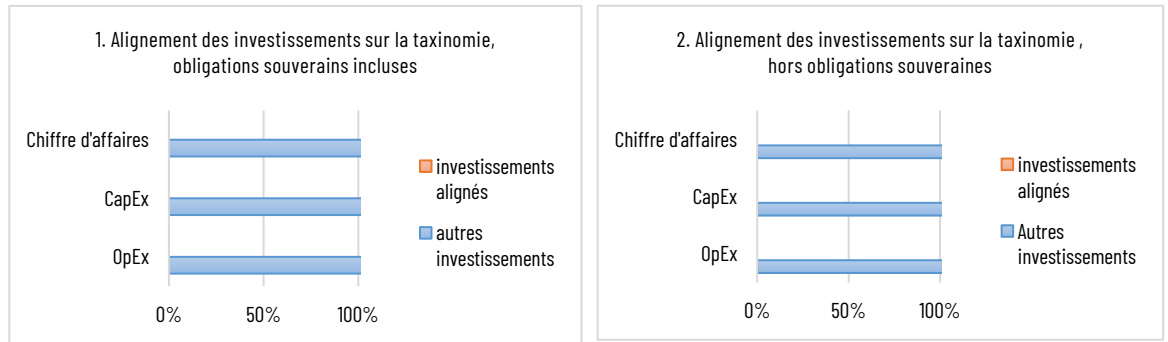 1. Alignement des investissements sur la taxinomie,
obligations souverains incluses
Chiffre d'affaires
CapEx
OpEx
0%
50%
100%
investissements
alignés
autres
investissements
2. Alignement des investissements sur la taxinomie ,
hors obligations souveraines
Chiffre d'affaires
CapEx
OpEx
0%
50%
100%
investissements
alignés
Autres
investissements